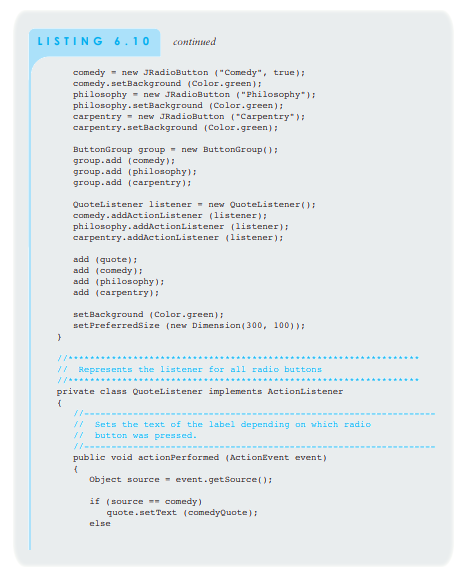 LISTING 6.10 continued
comedy = new JRadioButton ("Comedy", true);
comedy.setBackground (Color.green);
philosophy = new JRadioButton ("Philosophy");
philosophy.setBackground (Color.green);
carpentry = new JRadioButton ("Carpentry");
carpentry.setBackground (Color.green);
ButtonGroup group = new ButtonGroup();
group.add (comedy);
group.add (philosophy);
group.add (carpentry);
QuoteListener listener = new QuoteListener();
comedy.addActionListener (listener);
philosophy.addActionListener (listener);
carpentry.addActionListener (listener);
add (quote);
add (comedy);
add (philosophy);
add (carpentry);
setBackground (Color.green);
setPreferredSize (new Dimension(300, 100));
}
//*****************************************************************
//  Represents the listener for all radio buttons
//*****************************************************************
private class QuoteListener implements ActionListener
{
//--------------------------------------------------------------
//  Sets the text of the label depending on which radio
//  button was pressed.
//--------------------------------------------------------------
public void actionPerformed (ActionEvent event)
{
Object source = event.getSource();
if (source == comedy)
quote.setText (comedyQuote);
else